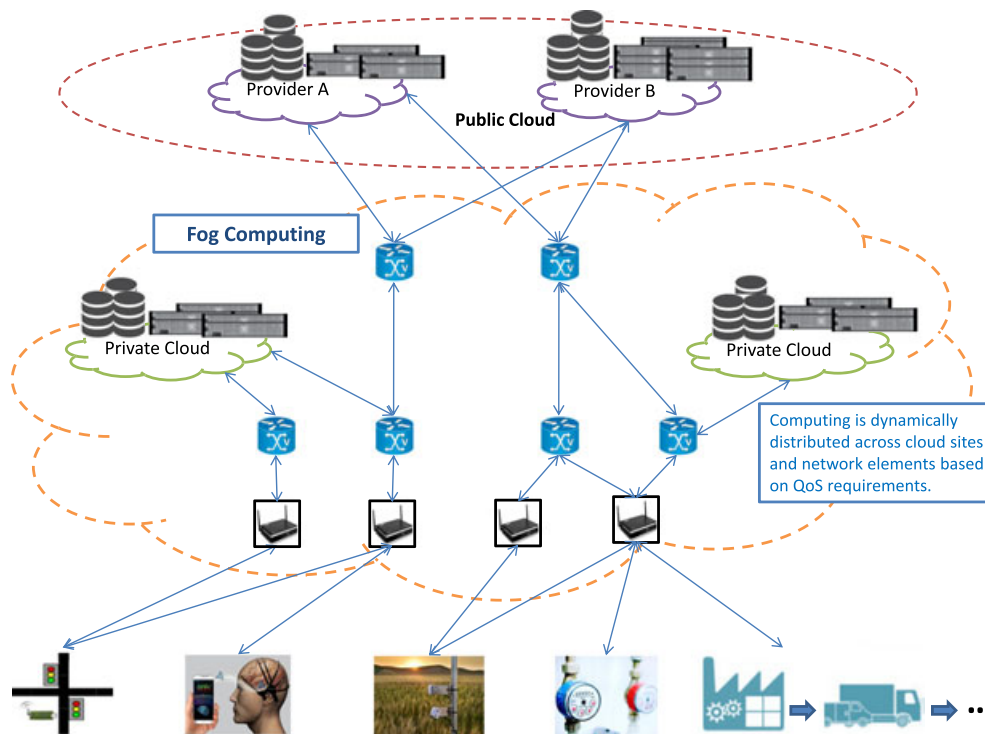 Provider A
Provider B
Public Cloud
Fog Computing
Private Cloud
Private Cloud
Computing is dynamically
distributed across cloud sites
and network elements based
on QoS requirements.